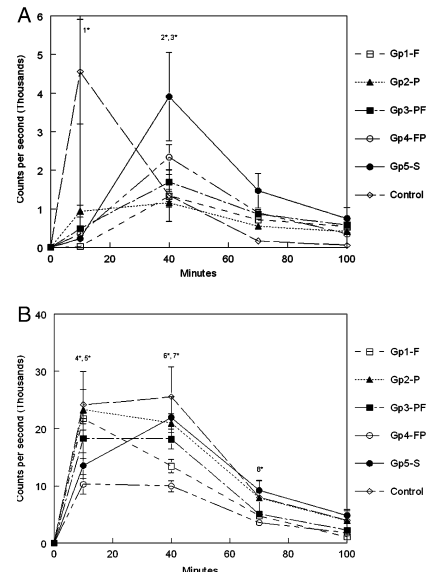 A
6
5
4
3
2
1
0
Counts per second (Thousands)
1*
2*,3*
0
20
40
60
80
100
Minutes
Gp1-F
Gp2-P
Gp3-PF
Gp4-FP
Gp5-S
Control
B
40
30
20
10
0
Counts per second (Thousands)
4*, 5*
6*, 7*
8*
0
20
40
60
80
100
Minutes
Gp1-F
Gp2-P
Gp3-PF
Gp4-FP
Gp5-S
Control